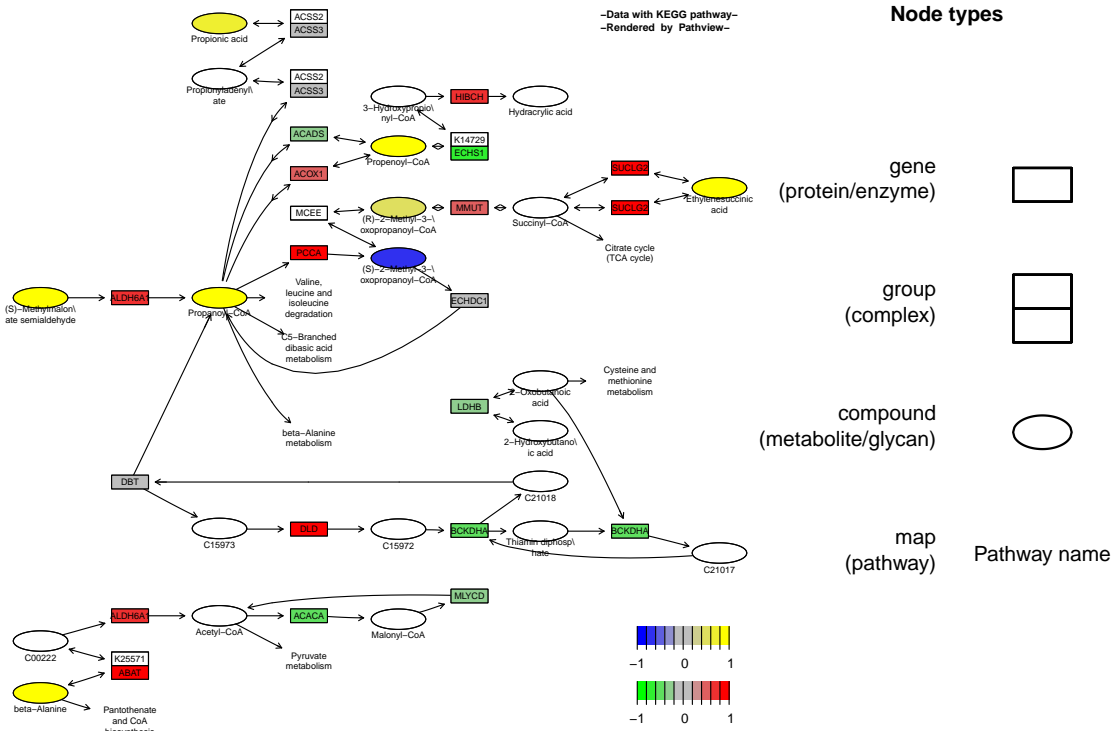 −Data with KEGG pathway−
−Rendered by Pathview−
Node types
Propionic acid
ACSS2
ACSS3
Propionyladenyl\
ate
ACSS2
ACSS3
3−Hydroxypropio\
nyl−CoA
HIBCH
Hydracrylic acid
ACADS
Propenoyl−CoA
K14729
ECHS1
ACOX1
SUCLG2
gene
(protein/enzyme)
MCEE
(R)−2−Methyl−3−\
oxopropanoyl−CoA
MMUT
Succinyl−CoA
SUCLG2
Ethylenesuccinic
acid
PCCA
(S)−2−Methyl−3−\
oxopropanoyl−CoA
Citrate cycle
(TCA cycle)
(S)−Methylmalon\
ate semialdehyde
ALDH6A1
Propanoyl−CoA
Valine,
leucine and
isoleucine
degradation
ECHDC1
group
(complex)
C5−Branched
dibasic acid
metabolism
2−Oxobutanoic
acid
Cysteine and
methionine
metabolism
LDHB
2−Hydroxybutano\
ic acid
compound
(metabolite/glycan)
beta−Alanine
metabolism
DBT
C21018
C15973
DLD
C15972
BCKDHA
Thiamin diphosp\
hate
BCKDHA
C21017
map
(pathway)
Pathway name
MLYCD
ALDH6A1
Acetyl−CoA
ACACA
Malonyl−CoA
C00222
K25571
ABAT
Pyruvate
metabolism
beta−Alanine
Pantothenate
and CoA
biosynthesis
−1 0 1
−1 0 1